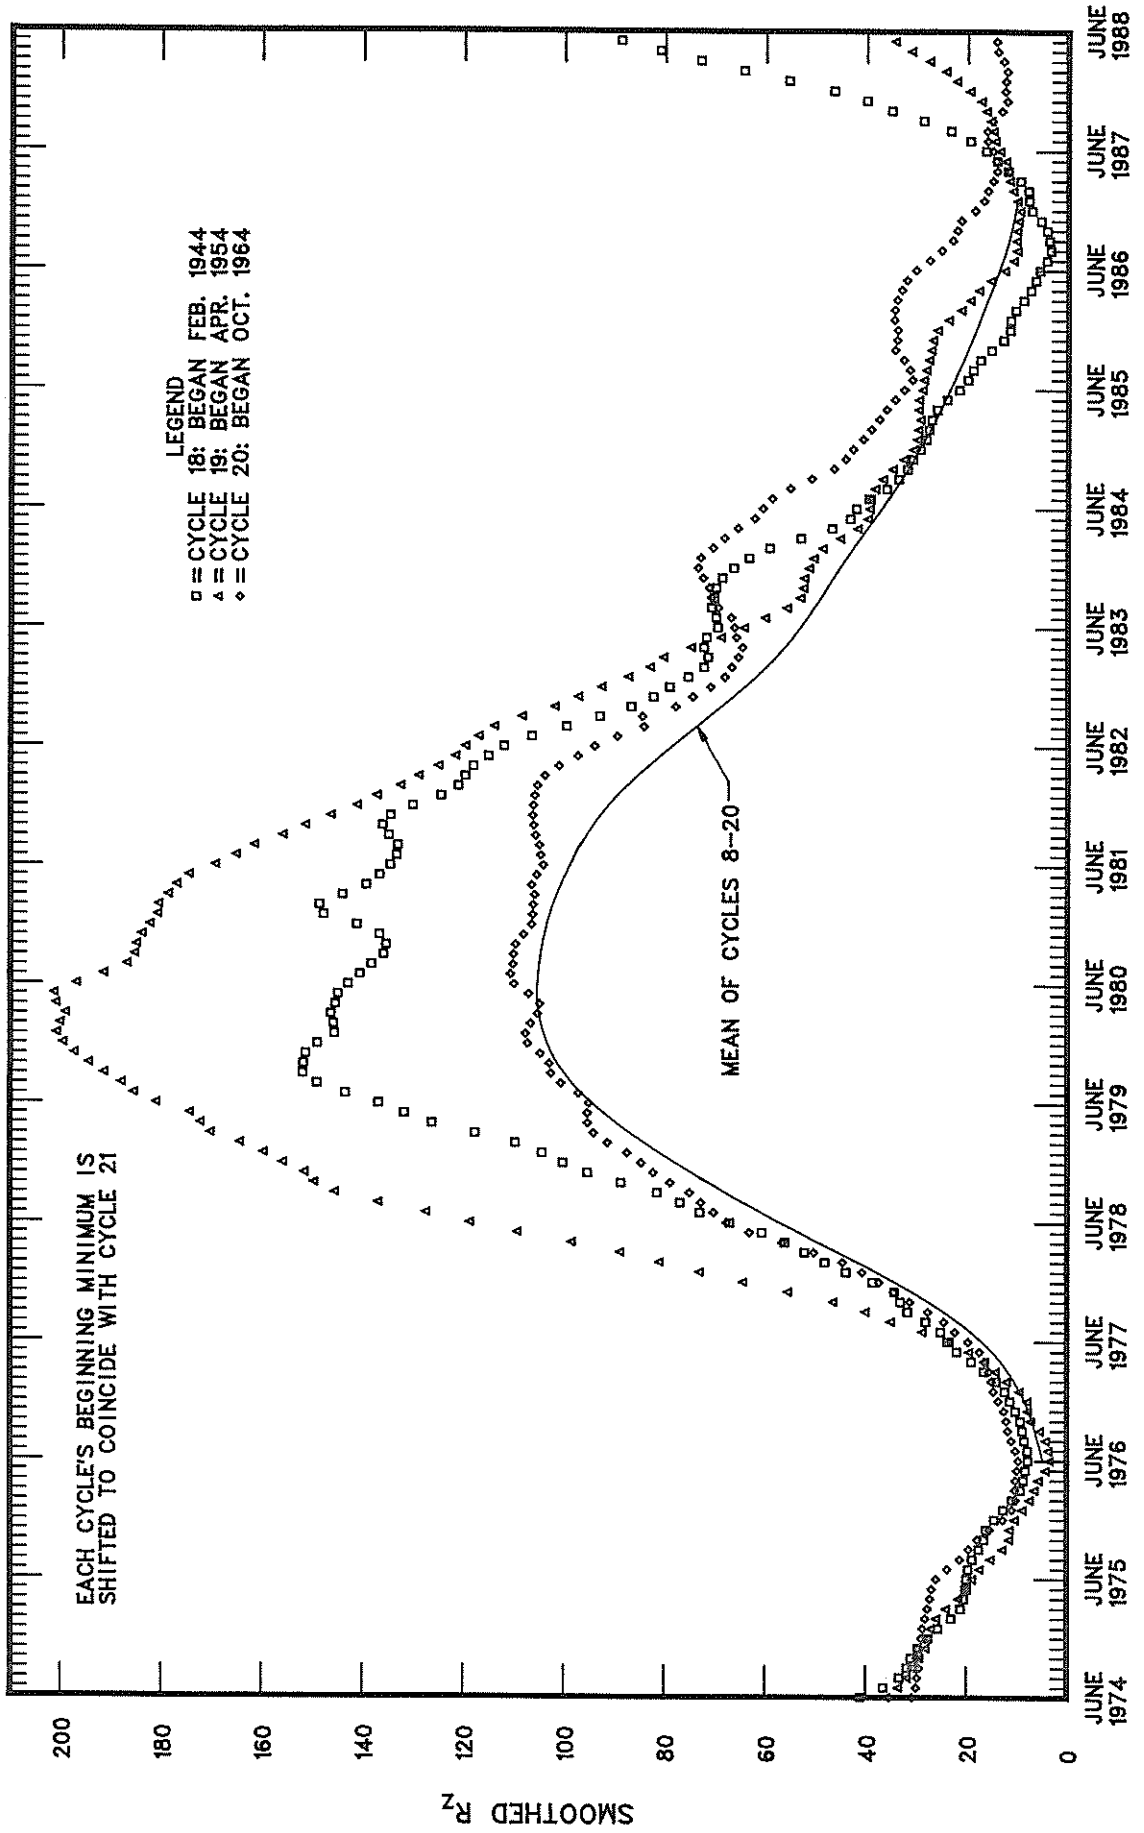 EACH CYCLE'S BEGINNING MINIMUM IS
SHIFTED TO COINCIDE WITH CYCLE 21
LEGEND
□ = CYCLE 18: BEGAN FEB. 1944
△ = CYCLE 19: BEGAN APR. 1954
◇ = CYCLE 20: BEGAN OCT. 1964
MEAN OF CYCLES 8-20
SMOOTHED Rz
200
180
160
140
120
100
80
60
40
20
0
JUNE 1974
JUNE 1975
JUNE 1976
JUNE 1977
JUNE 1978
JUNE 1979
JUNE 1980
JUNE 1981
JUNE 1982
JUNE 1983
JUNE 1984
JUNE 1985
JUNE 1986
JUNE 1987
JUNE 1988